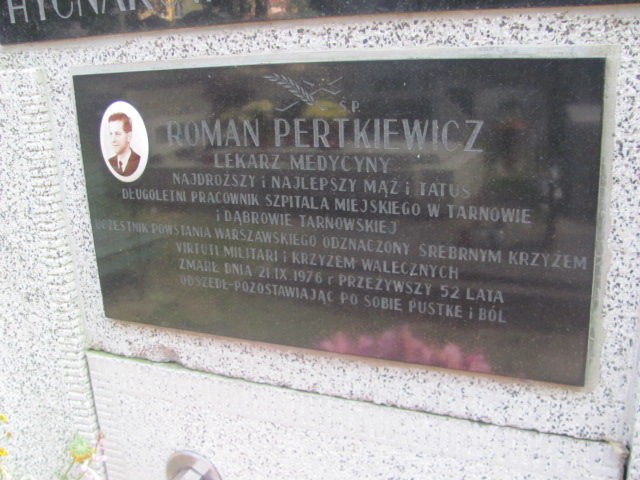 Ś.P.
ROMAN PERTKIEWICZ
LEKARZ MEDYCYNY
NAJDROŻSZY i NAJLEPSZY MĄŻ i TATUŚ
DŁUGOLETNI PRACOWNIK SZPITALA MIEJSKIEGO W TARNOWIE
i DĄBROWIE TARNOWSKIEJ
UCZESTNIK POWSTANIA WARSZAWSKIEGO ODZNACZONY SREBRNYM KRZYŻEM
VIRTUTI MILITARI i KRZYŻEM WALECZNYCH
ZMARŁ DNIA 21.IX.1976 r PRZEŻYWSZY 52 LATA
ODSZEDŁ-POZOSTAWIAJĄC PO SOBIE PUSTKĘ i BÓL